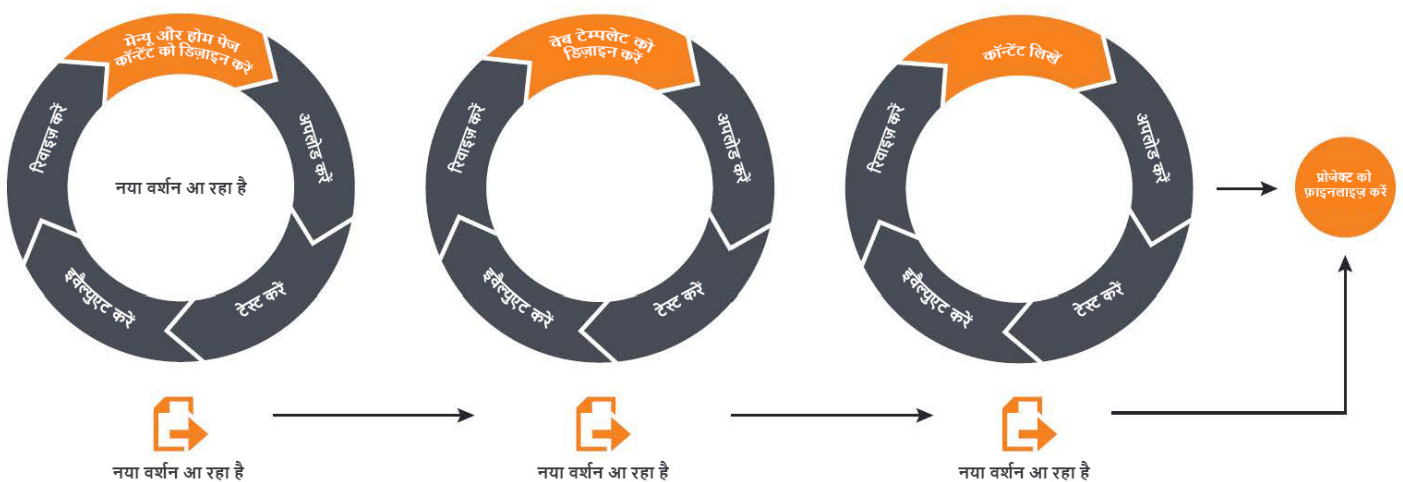 मेन्यू और होम पेज
कॉन्टेंट को डिज़ाइन करें
अपलोड करें
टेस्ट करें
इवैल्युएट करें
रिवाइज़ करें
नया वर्शन आ रहा है
वेब टेम्पलेट को
डिज़ाइन करें
अपलोड करें
टेस्ट करें
इवैल्युएट करें
रिवाइज़ करें
कॉन्टेंट लिखें
अपलोड करें
टेस्ट करें
इवैल्युएट करें
रिवाइज़ करें
प्रोजेक्ट को
फ़ाइनलाइज़ करें
नया वर्शन आ रहा है
नया वर्शन आ रहा है
नया वर्शन आ रहा है